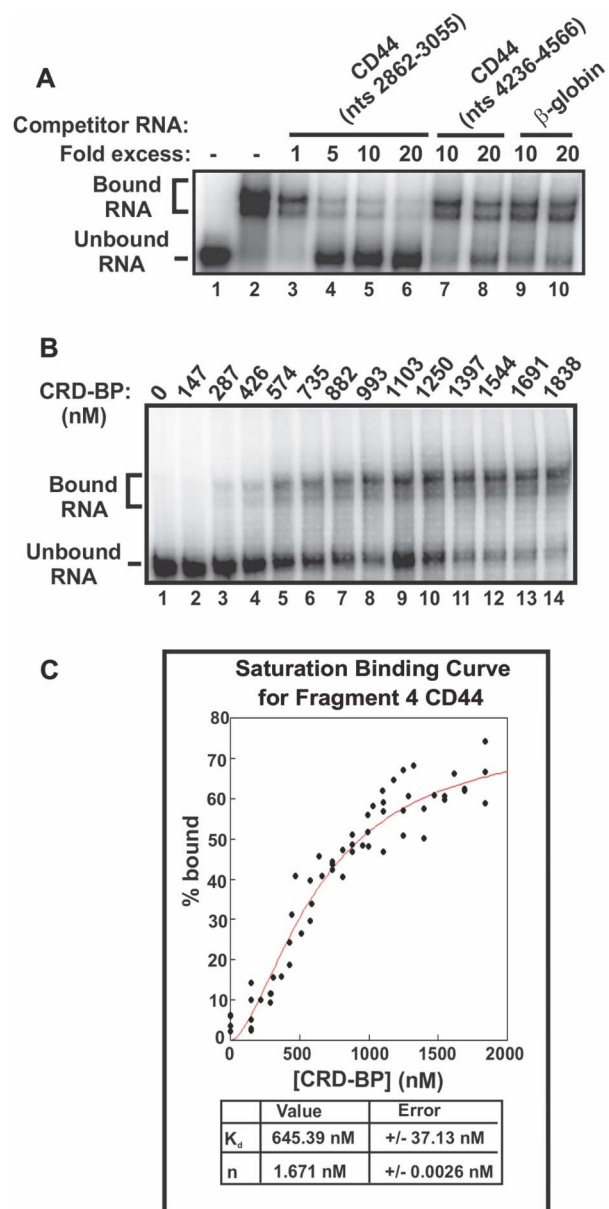 A
CD44
(nts 2862-3055)
CD44
(nts 4236-4566)
β-globin
Competitor RNA:
Fold excess: - - 1 5 10 20 10 20 10 20
Bound
RNA
Unbound
RNA
1 2 3 4 5 6 7 8 9 10
B
CRD-BP:
(nM)
0 147 287 426 574 735 882 993 1103 1250 1397 1544 1691 1838
Bound
RNA
Unbound
RNA
1 2 3 4 5 6 7 8 9 10 11 12 13 14
C
Saturation Binding Curve
for Fragment 4 CD44
80
70
60
50
40
30
20
10
0
% bound
0 500 1000 1500 2000
[CRD-BP] (nM)
Value Error
Kd 645.39 nM +/- 37.13 nM
n 1.671 nM +/- 0.0026 nM